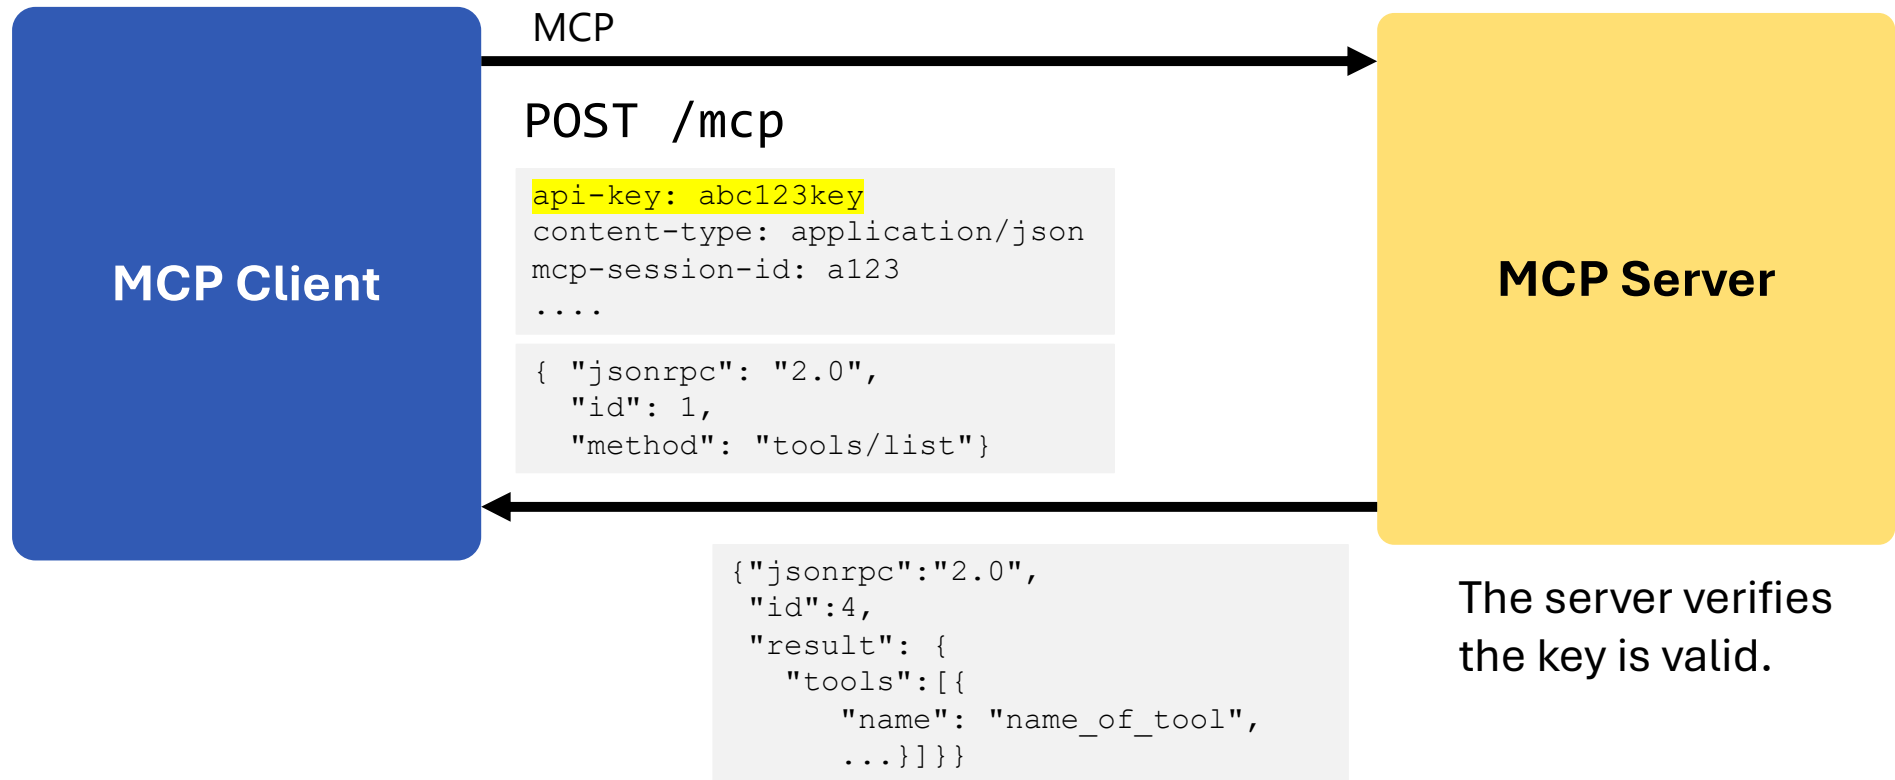 MCP
POST /mcp
api-key: abc123key
content-type: application/json
mcp-session-id: a123
....
{ "jsonrpc": "2.0",
  "id": 1,
  "method": "tools/list"}
MCP Client
MCP Server
{"jsonrpc":"2.0",
 "id":4,
 "result": {
   "tools":[{
      "name": "name_of_tool",
      ...}]}}
The server verifies
the key is valid.